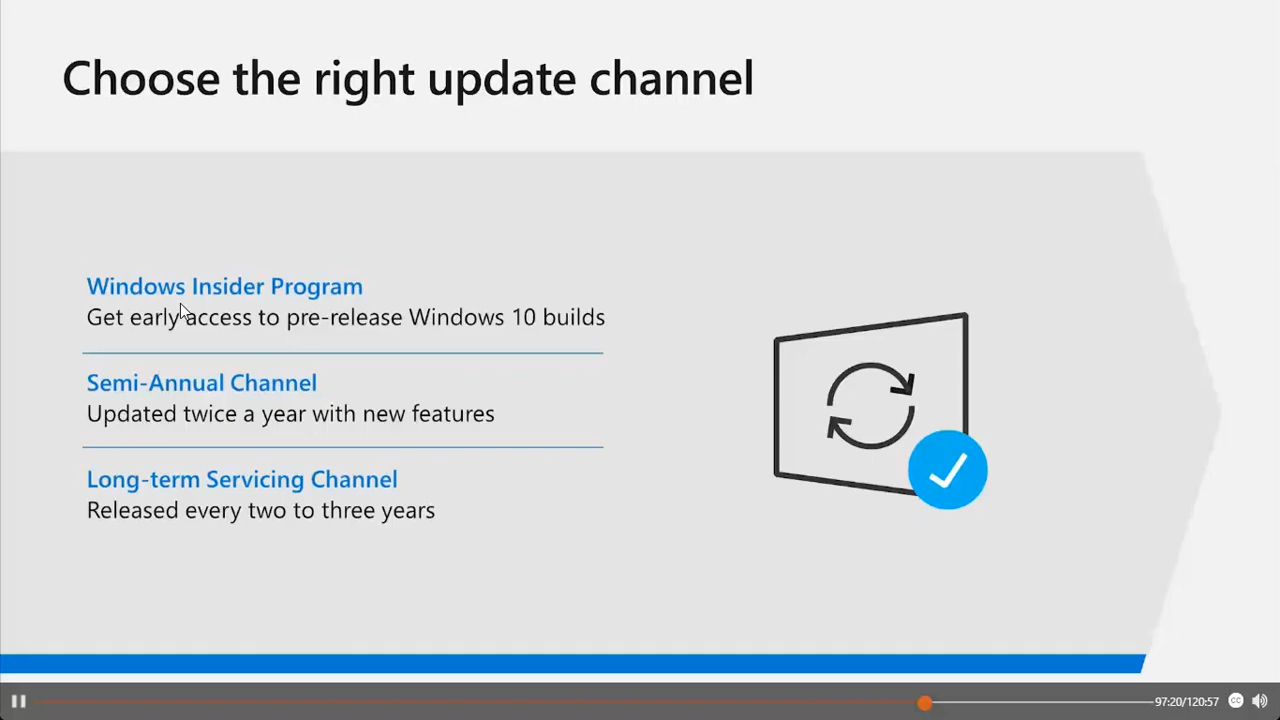 Choose the right update channel
Windows Insider Program
Get early access to pre-release Windows 10 builds
Semi-Annual Channel
Updated twice a year with new features
Long-term Servicing Channel
Released every two to three years
97:20/120:57
CC